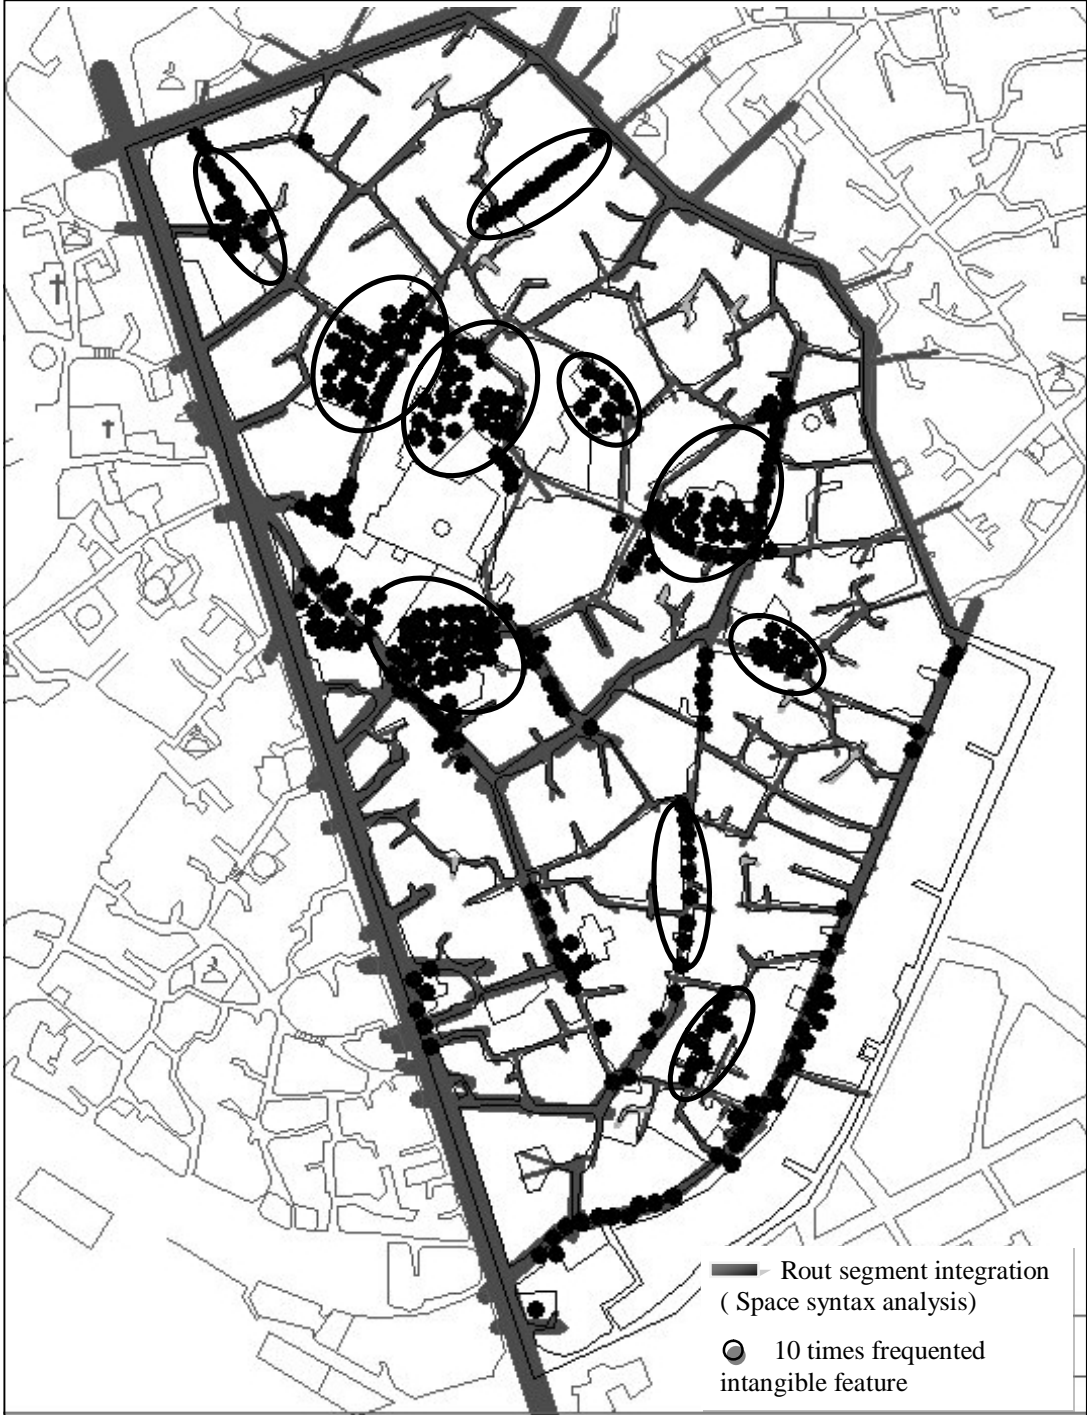 Rout segment integration
( Space syntax analysis)
10 times frequented
intangible feature